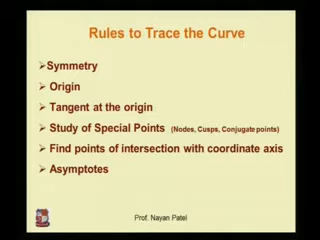 Rules to Trace the Curve
➢Symmetry
➢ Origin
➢ Tangent at the origin
➢ Study of Special Points (Nodes, Cusps, Conjugate points)
➢ Find points of intersection with coordinate axis
➢ Asymptotes
Prof. Nayan Patel